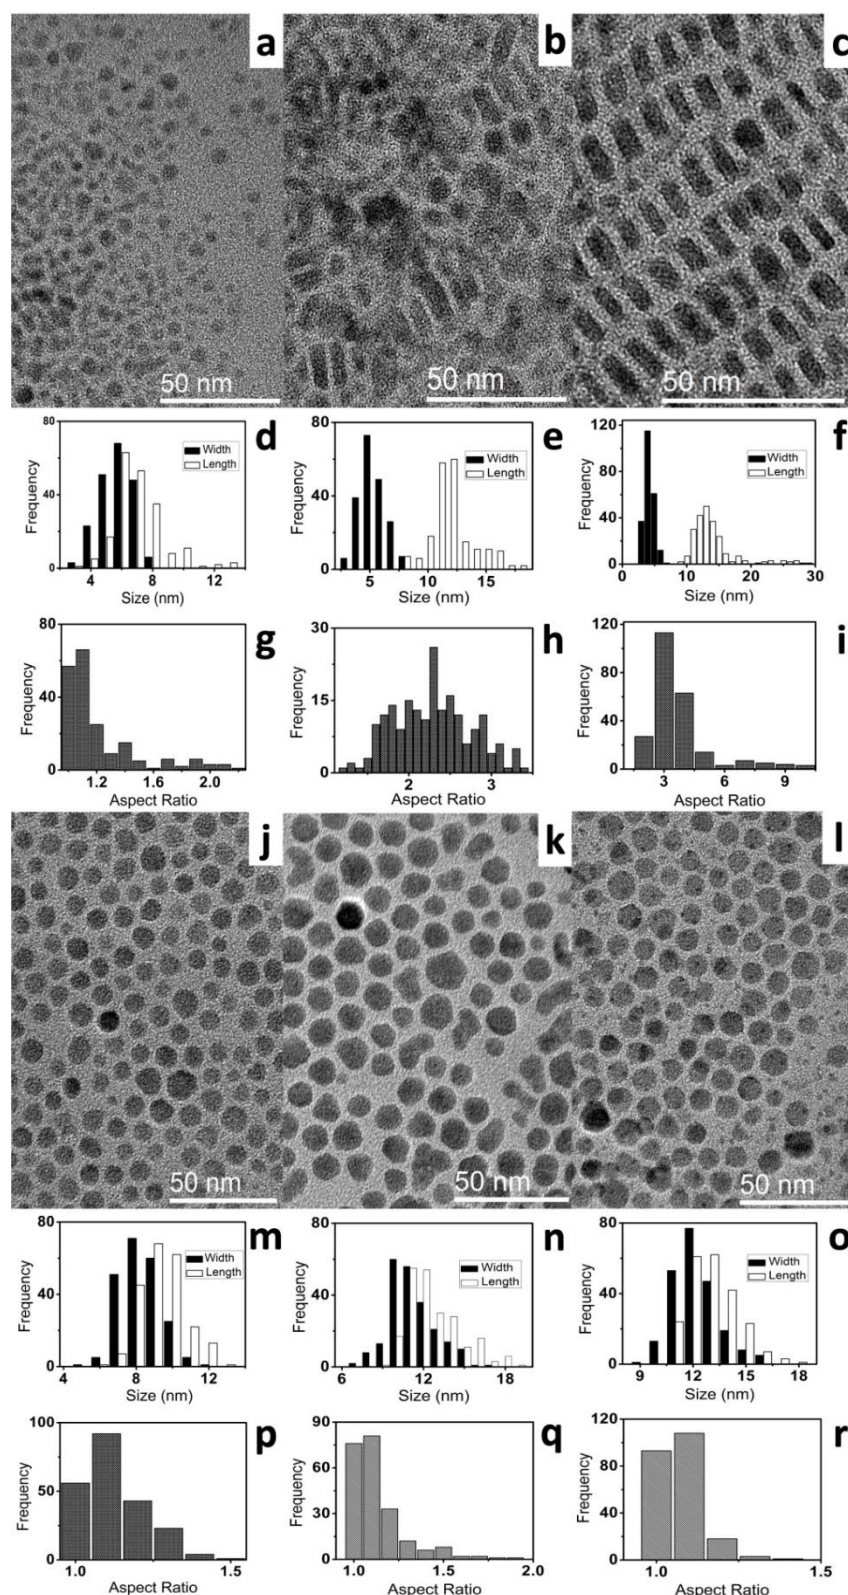 a
b
c
50 nm
50 nm
50 nm
d
80
40
0
Frequency
Width
Length
4
8
12
Size (nm)
e
80
40
0
Frequency
Width
Length
5
10
15
Size (nm)
f
120
80
40
0
Frequency
Width
Length
0
10
20
30
Size (nm)
g
80
40
0
Frequency
1.2
1.6
2.0
Aspect Ratio
h
30
15
0
Frequency
2
3
Aspect Ratio
i
120
80
40
0
Frequency
3
6
9
Aspect Ratio
j
k
l
50 nm
50 nm
50 nm
m
80
40
0
Frequency
Width
Length
4
8
12
Size (nm)
n
80
40
0
Frequency
Width
Length
6
12
18
Size (nm)
o
80
40
0
Frequency
Width
Length
9
12
15
18
Size (nm)
p
100
50
0
Frequency
1.0
1.5
Aspect Ratio
q
90
60
30
0
Frequency
1.0
1.5
2.0
Aspect Ratio
r
120
80
40
0
Frequency
1.0
1.5
Aspect Ratio